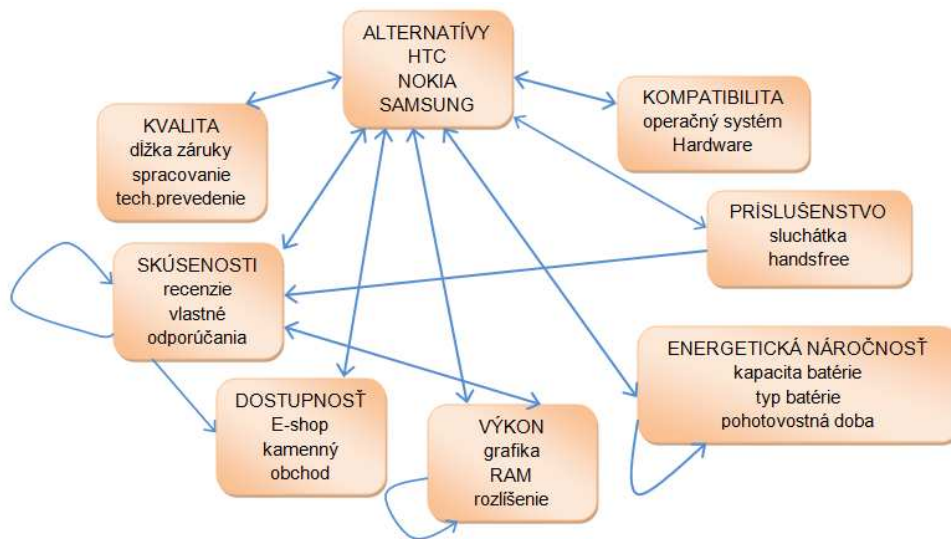 ALTERNATÍVY
HTC
NOKIA
SAMSUNG
KVALITA
dĺžka záruky
spracovanie
tech.prevedenie
KOMPATIBILITA
operačný systém
Hardware
PRÍSLUŠENSTVO
sluchátka
handsfree
SKÚSENOSTI
recenzie
vlastné
odporúčania
ENERGETICKÁ NÁROČNOSŤ
kapacita batérie
typ batérie
pohotovostná doba
DOSTUPNOSŤ
E-shop
kamenný
obchod
VÝKON
grafika
RAM
rozlíšenie